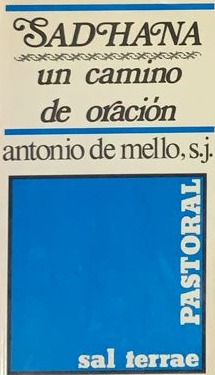 SADHANA
un camino
de oración
antonio de mello, s.j.
PASTORAL
sal terrae